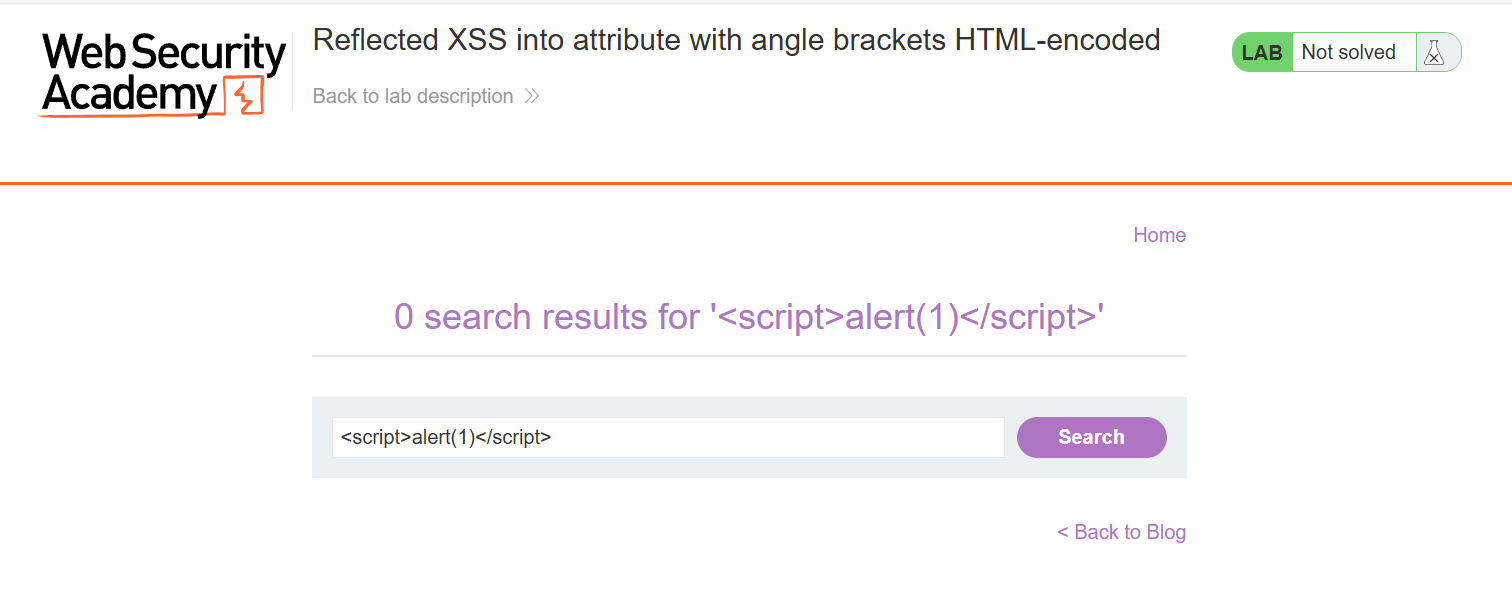 Web Security
Academy
Reflected XSS into attribute with angle brackets HTML-encoded
Back to lab description
LAB Not solved
Home
0 search results for '<script>alert(1)</script>'
<script>alert(1)</script>
Search
< Back to Blog